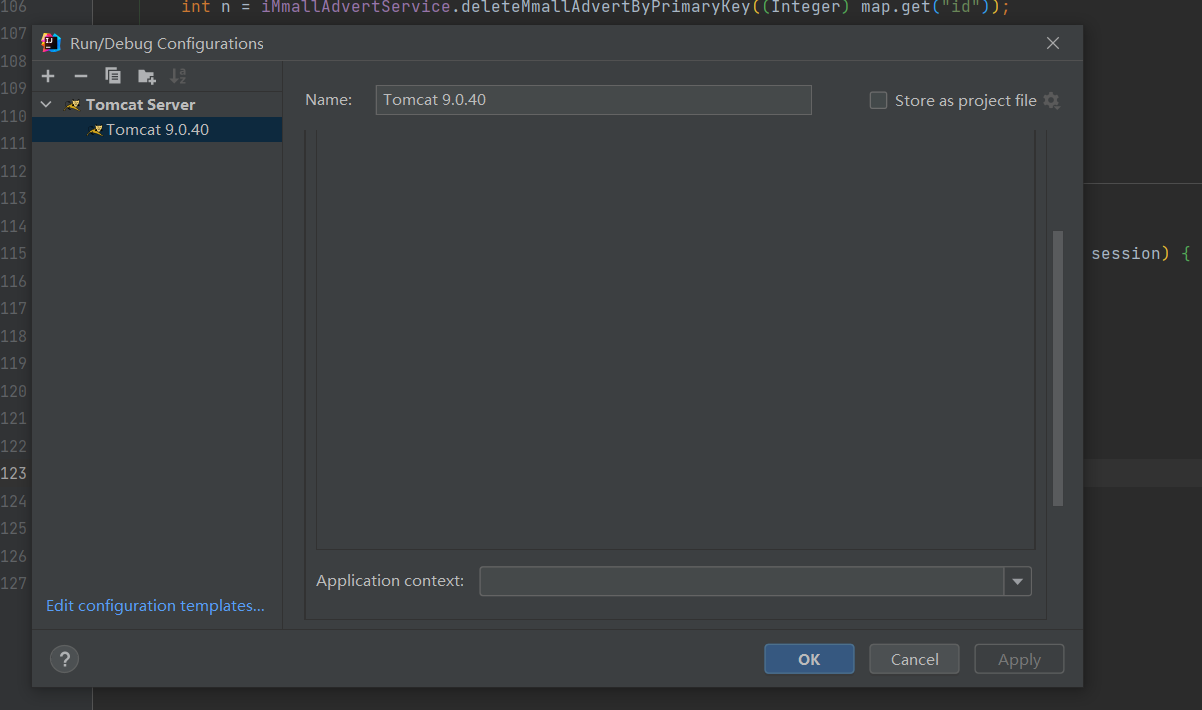 106 int n = iMmallAdvertService.deleteMmallAdvertByPrimaryKey((Integer) map.get("id"));
107
Run/Debug Configurations
108
109
Tomcat Server
Name: Tomcat 9.0.40
Store as project file
110
Tomcat 9.0.40
111
112
113
114
115 session) {
116
117
118
119
120
121
122
123
124
125
126
127
Application context:
Edit configuration templates...
?
OK
Cancel
Apply